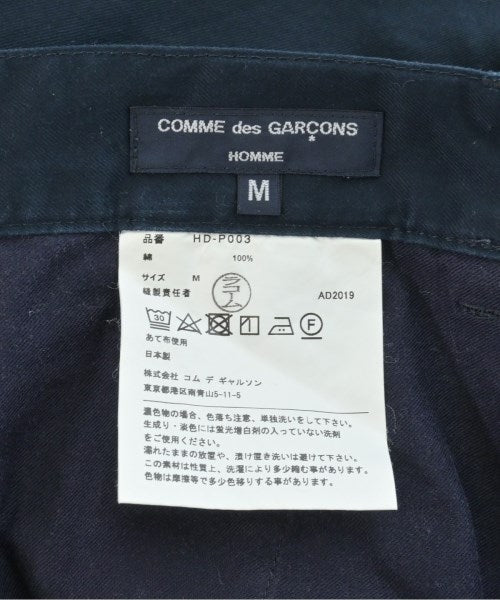 COMME des GARÇONS
HOMME
M
品番 HD-P003
綿 100%
サイズ M
縫製責任者 AD2019
30 F
あて布使用
日本製
株式会社 コム デ ギャルソン
東京都港区南青山5-11-5
濃色物の場合、色落ち注意、単独洗いをして下さい。
生成り・淡色には蛍光増白剤の入っていない洗剤
をご使用ください。
濡れたままの放置や、漬け置き洗いは避けて下さい。
この素材は性質上、洗濯により多少縮む事があります。
色物は摩擦等で多少色移りする事があります。